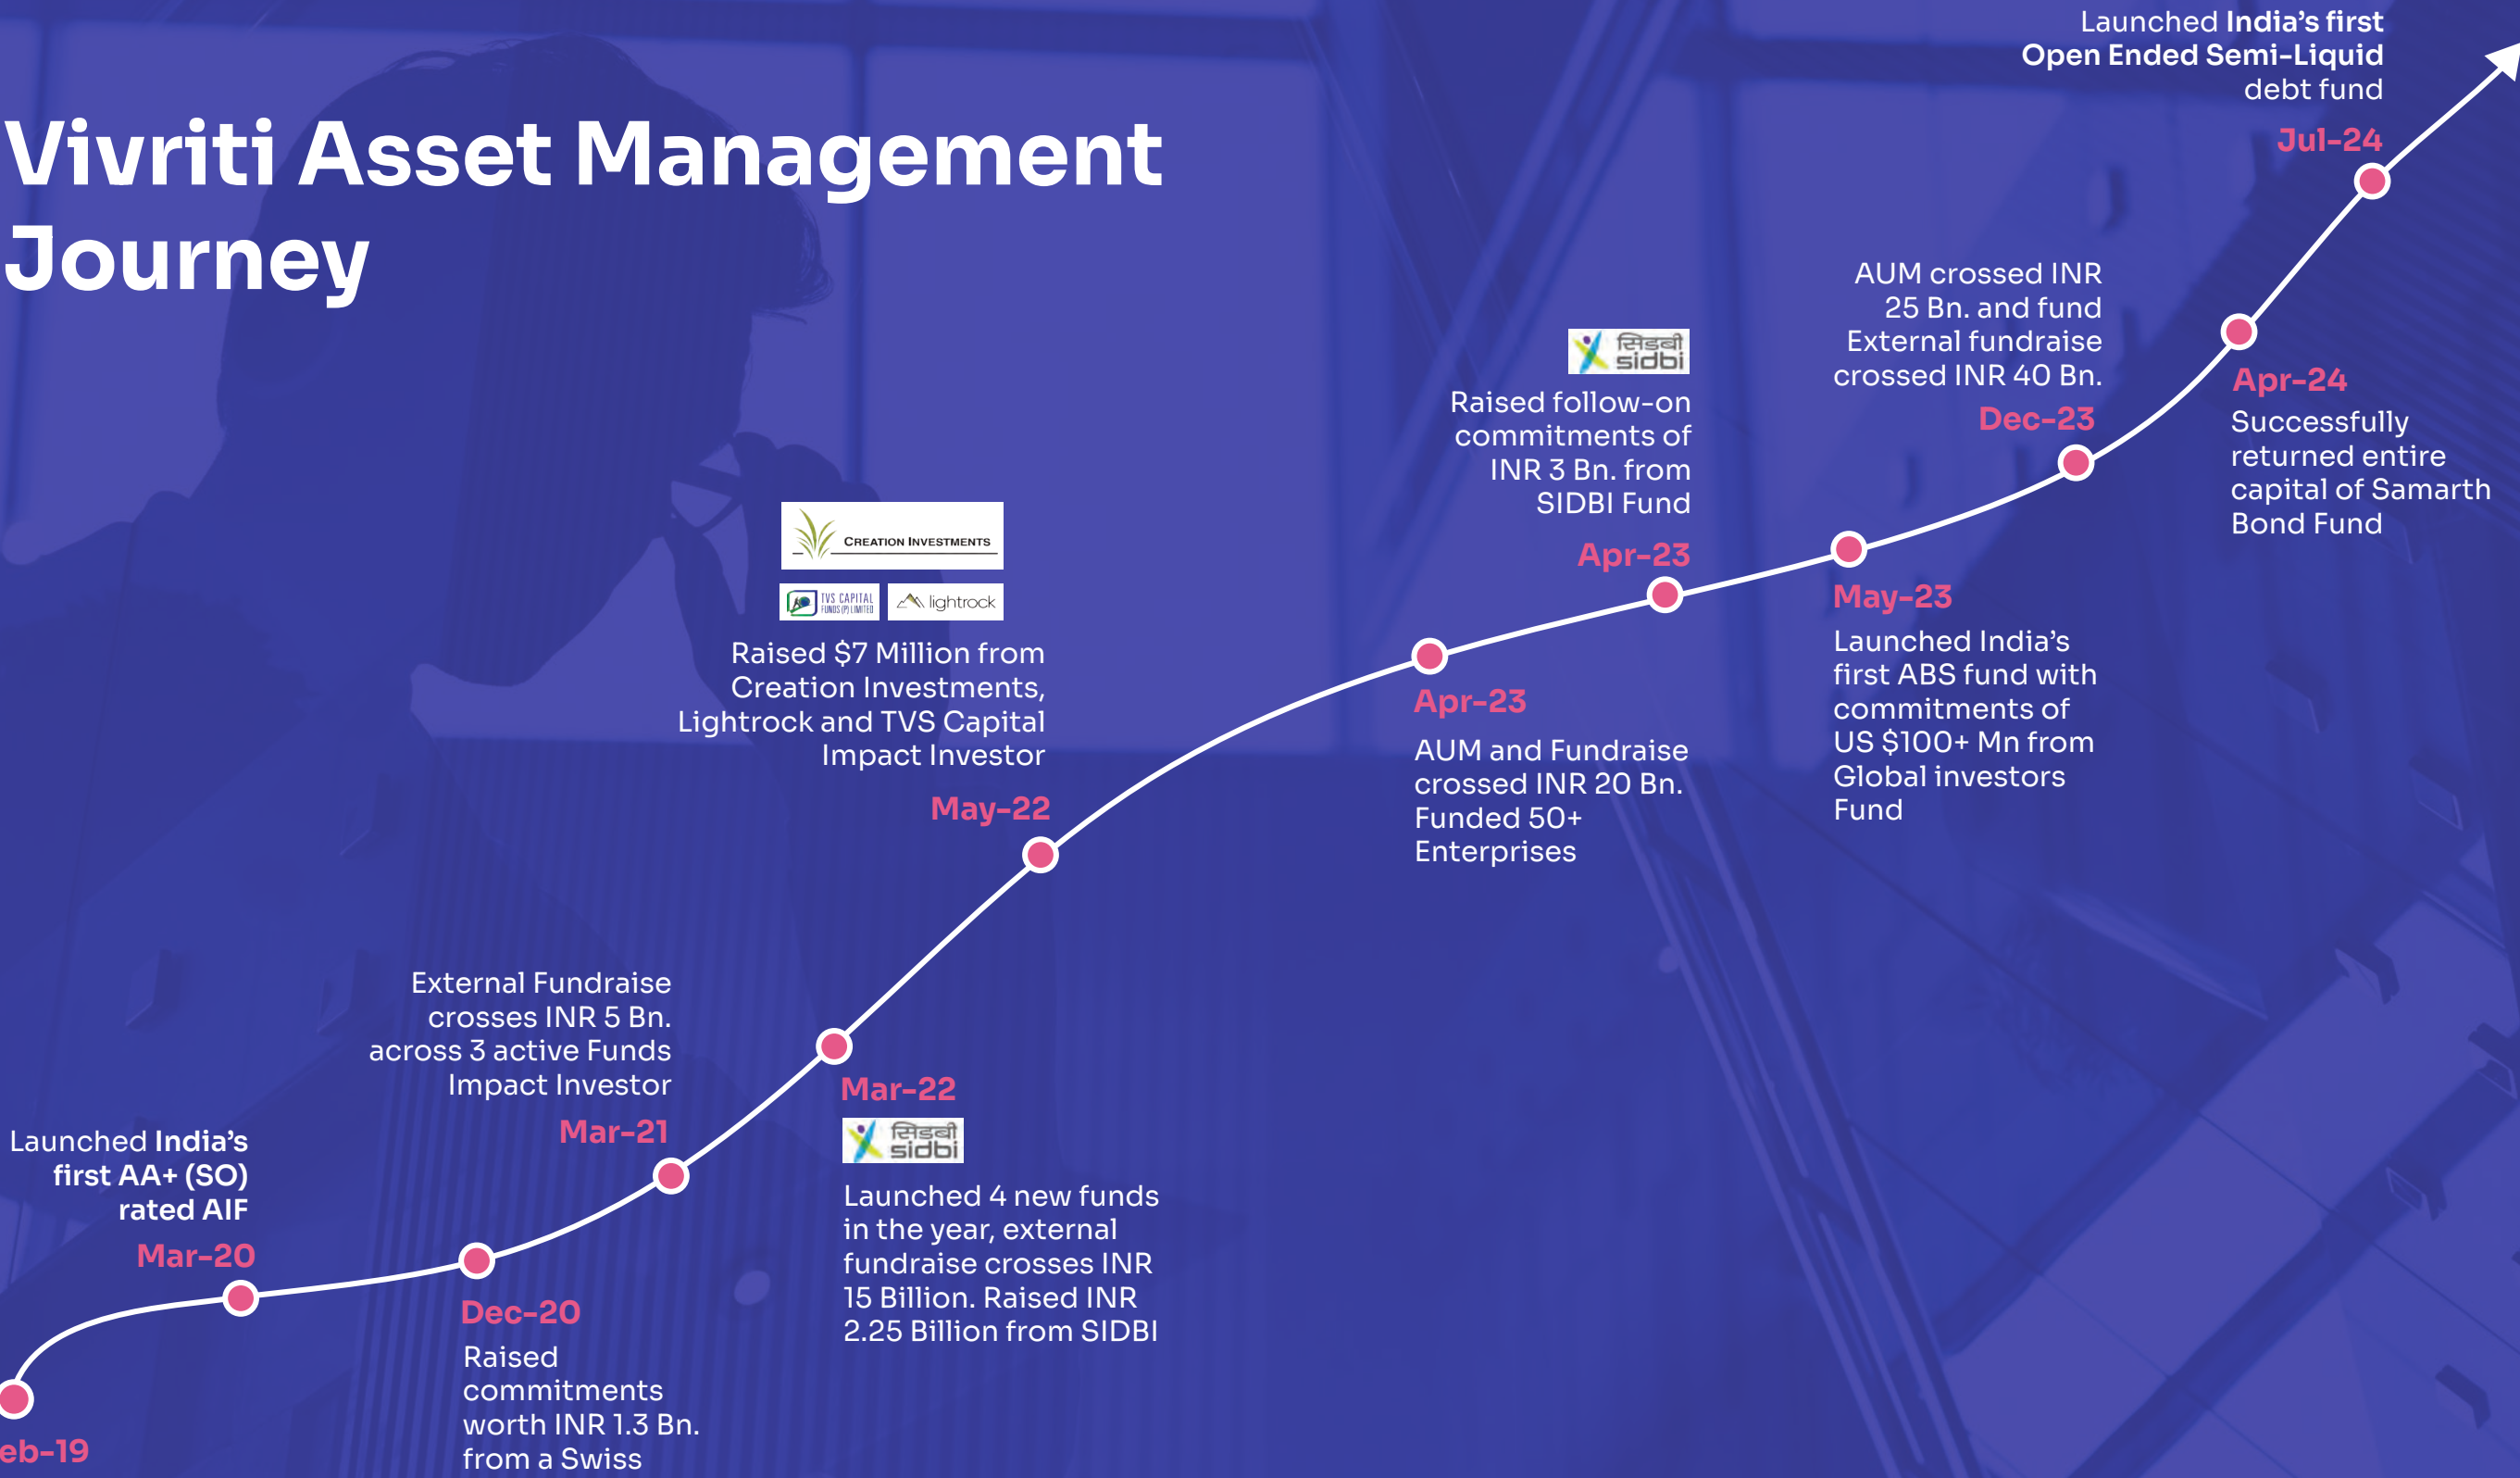 Vivriti Asset Management
Journey
Launched India's first
Open Ended Semi-Liquid
debt fund
Jul-24
AUM crossed INR
25 Bn. and fund
External fundraise
crossed INR 40 Bn.
Dec-23
Apr-24
Successfully
returned entire
capital of Samarth
Bond Fund
सिडबी
sidbi
Raised follow-on
commitments of
INR 3 Bn. from
SIDBI Fund
Apr-23
May-23
Launched India's
first ABS fund with
commitments of
US $100+ Mn from
Global investors
Fund
CREATION INVESTMENTS
TVS CAPITAL
FUNDS (P) LIMITED
lightrock
Raised $7 Million from
Creation Investments,
Lightrock and TVS Capital
Impact Investor
May-22
Apr-23
AUM and Fundraise
crossed INR 20 Bn.
Funded 50+
Enterprises
External Fundraise
crosses INR 5 Bn.
across 3 active Funds
Impact Investor
Mar-21
Mar-22
सिडबी
sidbi
Launched 4 new funds
in the year, external
fundraise crosses INR
15 Billion. Raised INR
2.25 Billion from SIDBI
Launched India's
first AA+ (SO)
rated AIF
Mar-20
Dec-20
Raised
commitments
worth INR 1.3 Bn.
from a Swiss
eb-19